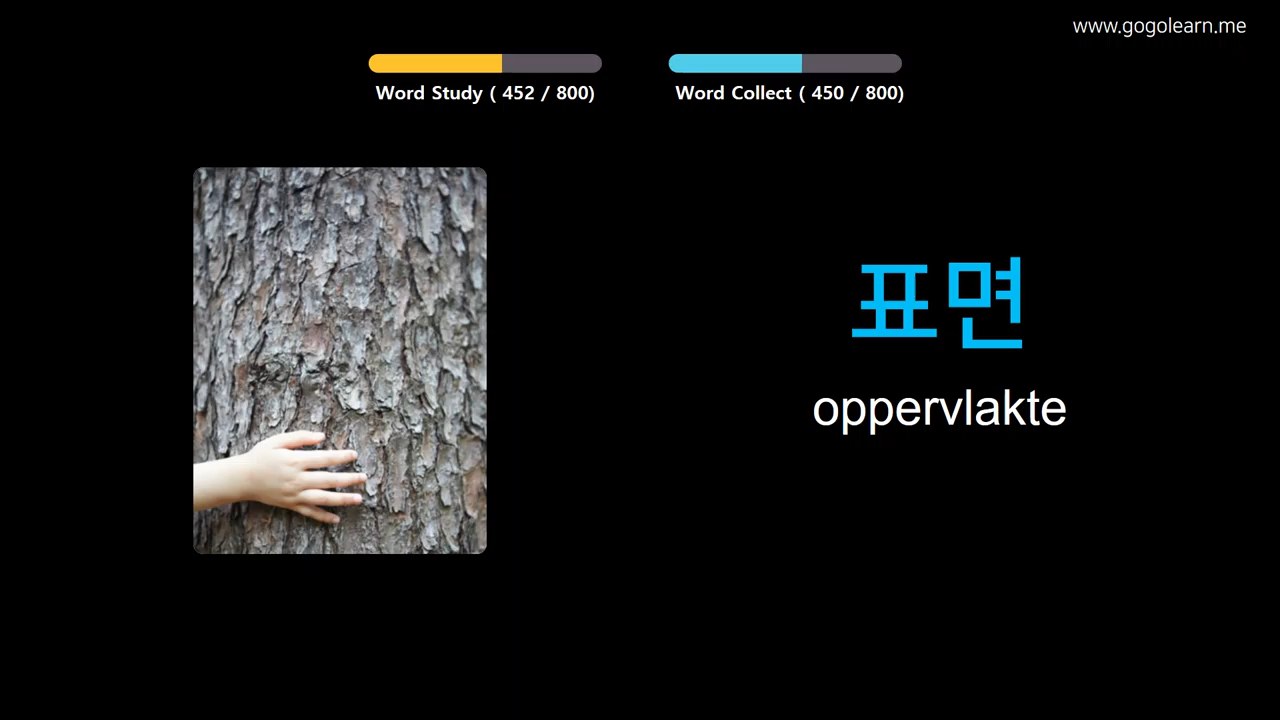 www.gogolearn.me
Word Study ( 452 / 800)
Word Collect ( 450 / 800)
표면
oppervlakte